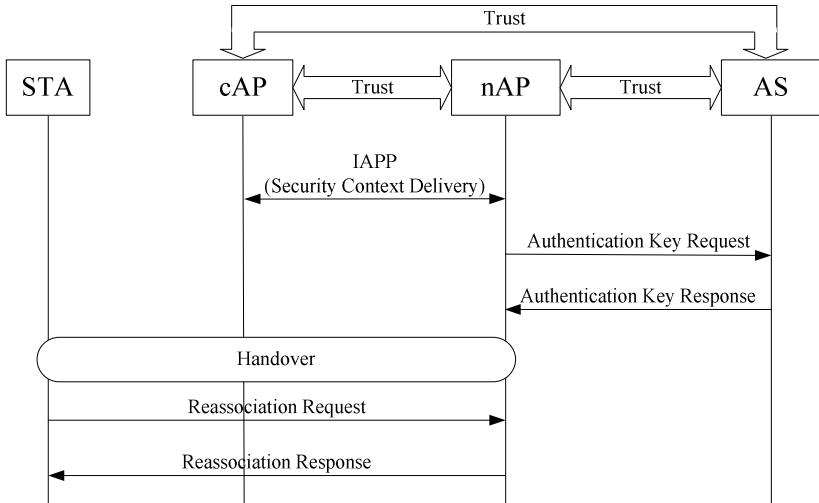 Trust
STA
cAP
Trust
nAP
Trust
AS
IAPP
(Security Context Delivery)
Authentication Key Request
Authentication Key Response
Handover
Reassociation Request
Reassociation Response